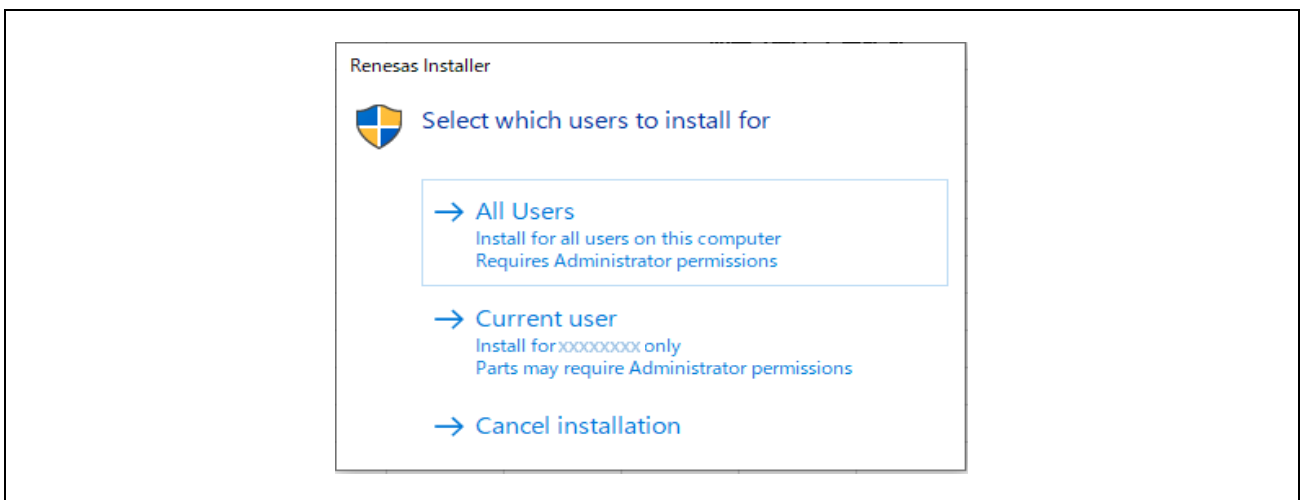 Renesas Installer
Select which users to install for
All Users
Install for all users on this computer
Requires Administrator permissions
Current user
Install for xxxxxxxx only
Parts may require Administrator permissions
Cancel installation